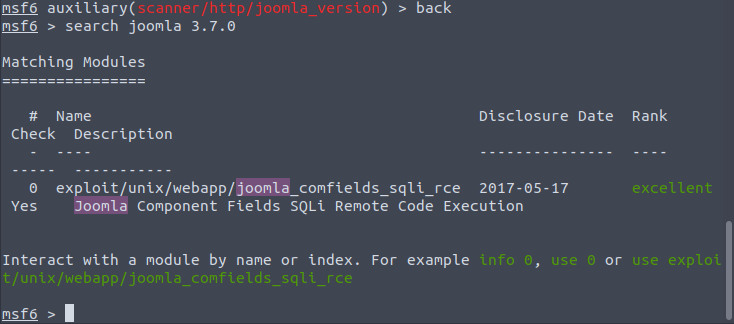 msf6 auxiliary(scanner/http/joomla_version) > back
msf6 > search joomla 3.7.0
Matching Modules
================
# Name Disclosure Date Rank
Check Description
- ---- --------------- ----
----- -----------
0 exploit/unix/webapp/joomla_comfields_sqli_rce 2017-05-17 excellent
Yes Joomla Component Fields SQLi Remote Code Execution
Interact with a module by name or index. For example info 0, use 0 or use exploi
t/unix/webapp/joomla_comfields_sqli_rce
msf6 >